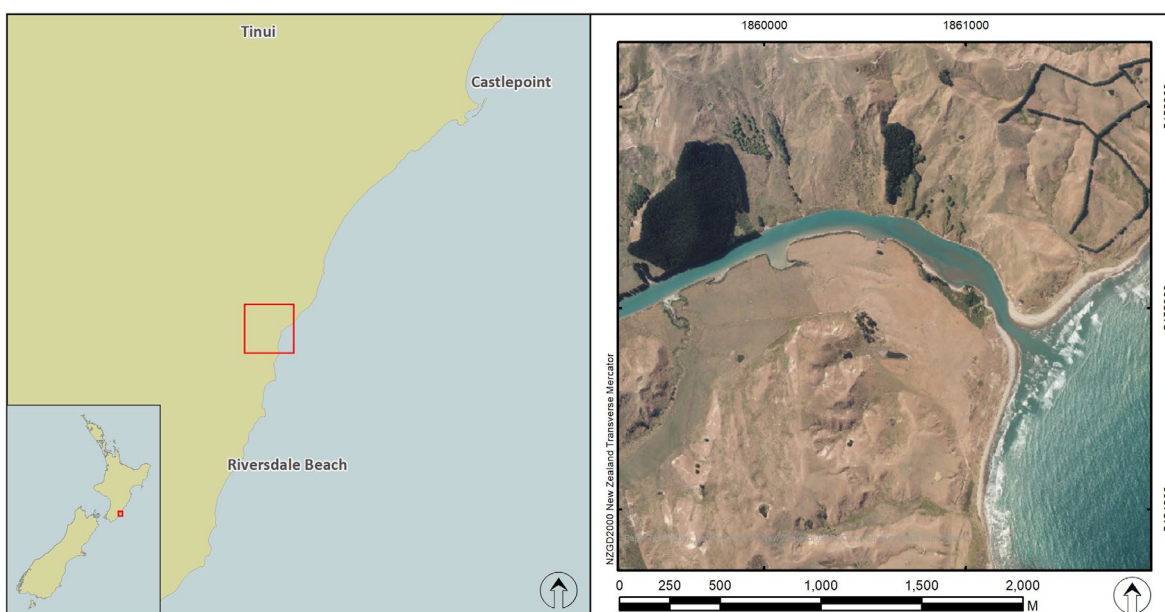 Tinui
Castlepoint
Riversdale Beach
1860000
1861000
NZGD2000 New Zealand Transverse Mercator
0 250 500 1,000 1,500 2,000
M